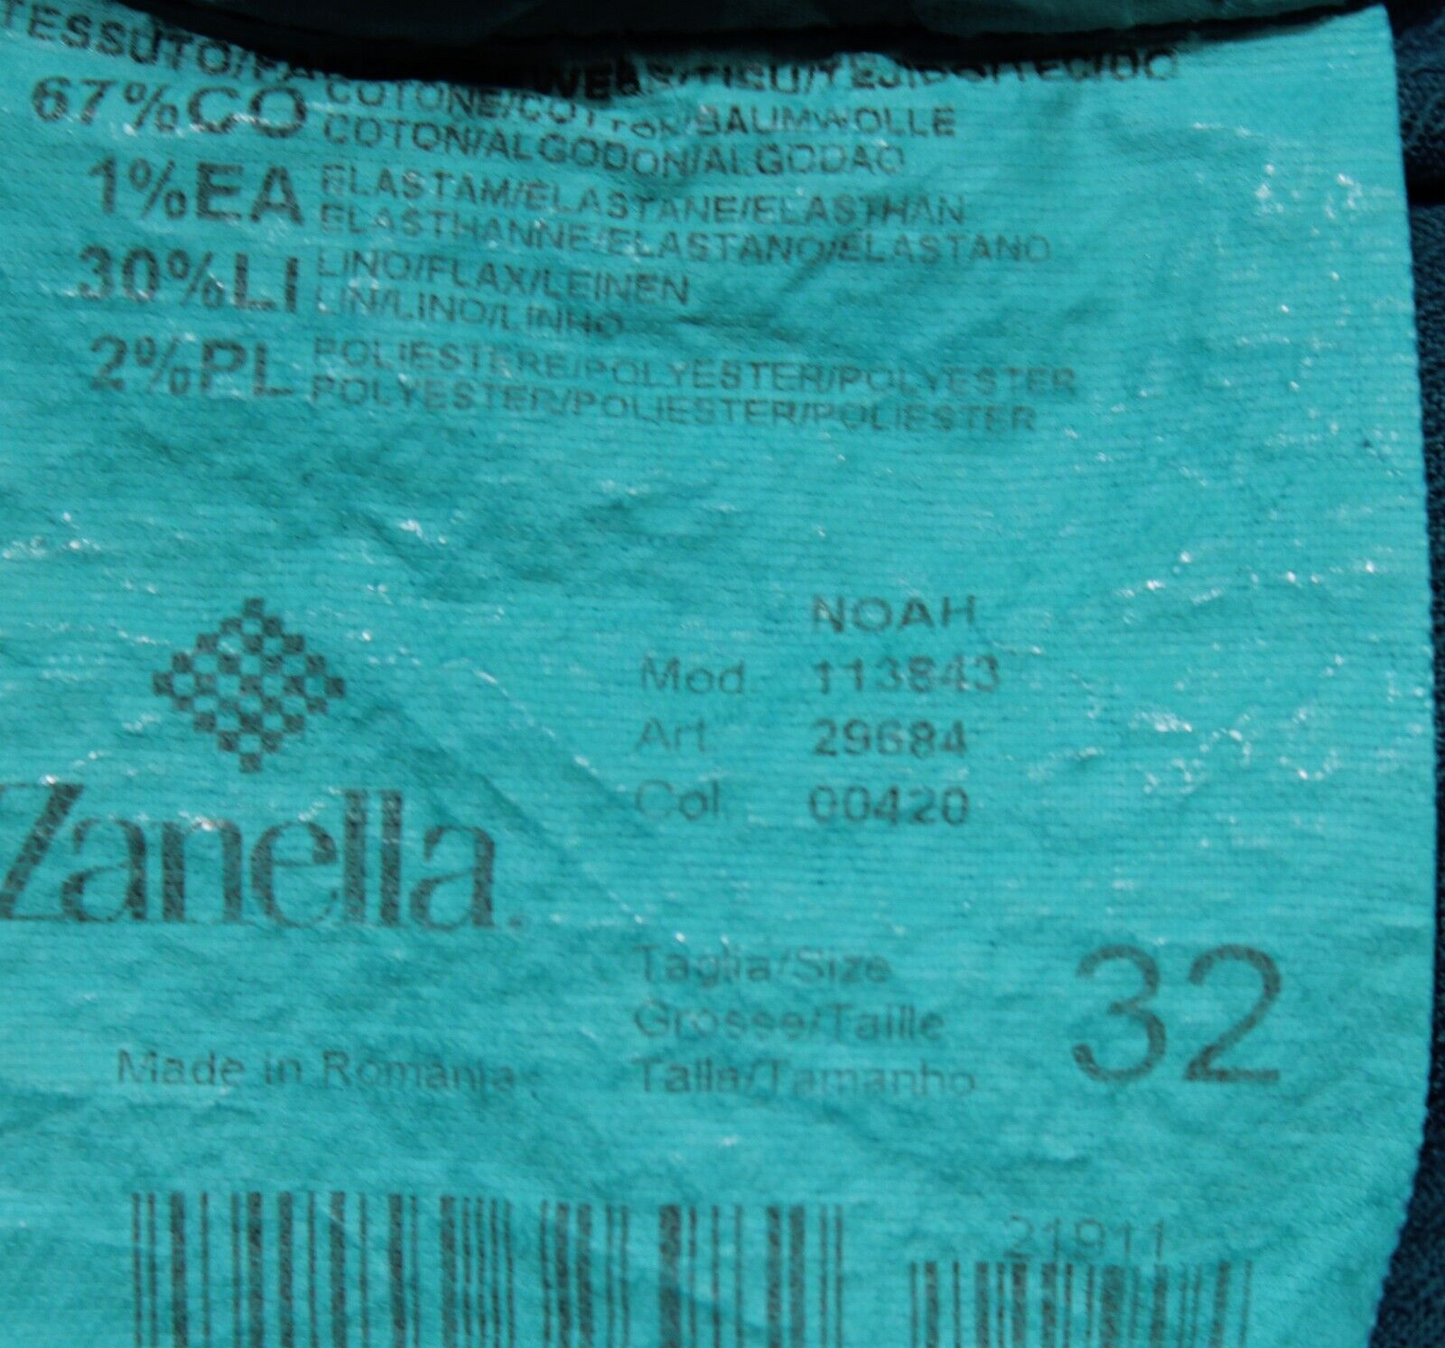 67%CO COTONE/COTTON/BAUMWOLLE
COTON/ALGODON/ALGODAO
1%EA ELASTAM/ELASTANE/ELASTHAN
ELASTHANNE/ELASTANO/ELASTANO
30%LI LINO/FLAX/LEINEN
LIN/LINO/LINHO
2%PL POLIESTERE/POLYESTER/POLYESTER
POLYESTER/POLIESTER/POLIESTER
NOAH
Mod. 113843
Art. 29684
Col. 00420
Zanella.
Taglia/Size
Grosse/Taille
Talla/Tamanho
32
Made in Romania
21911